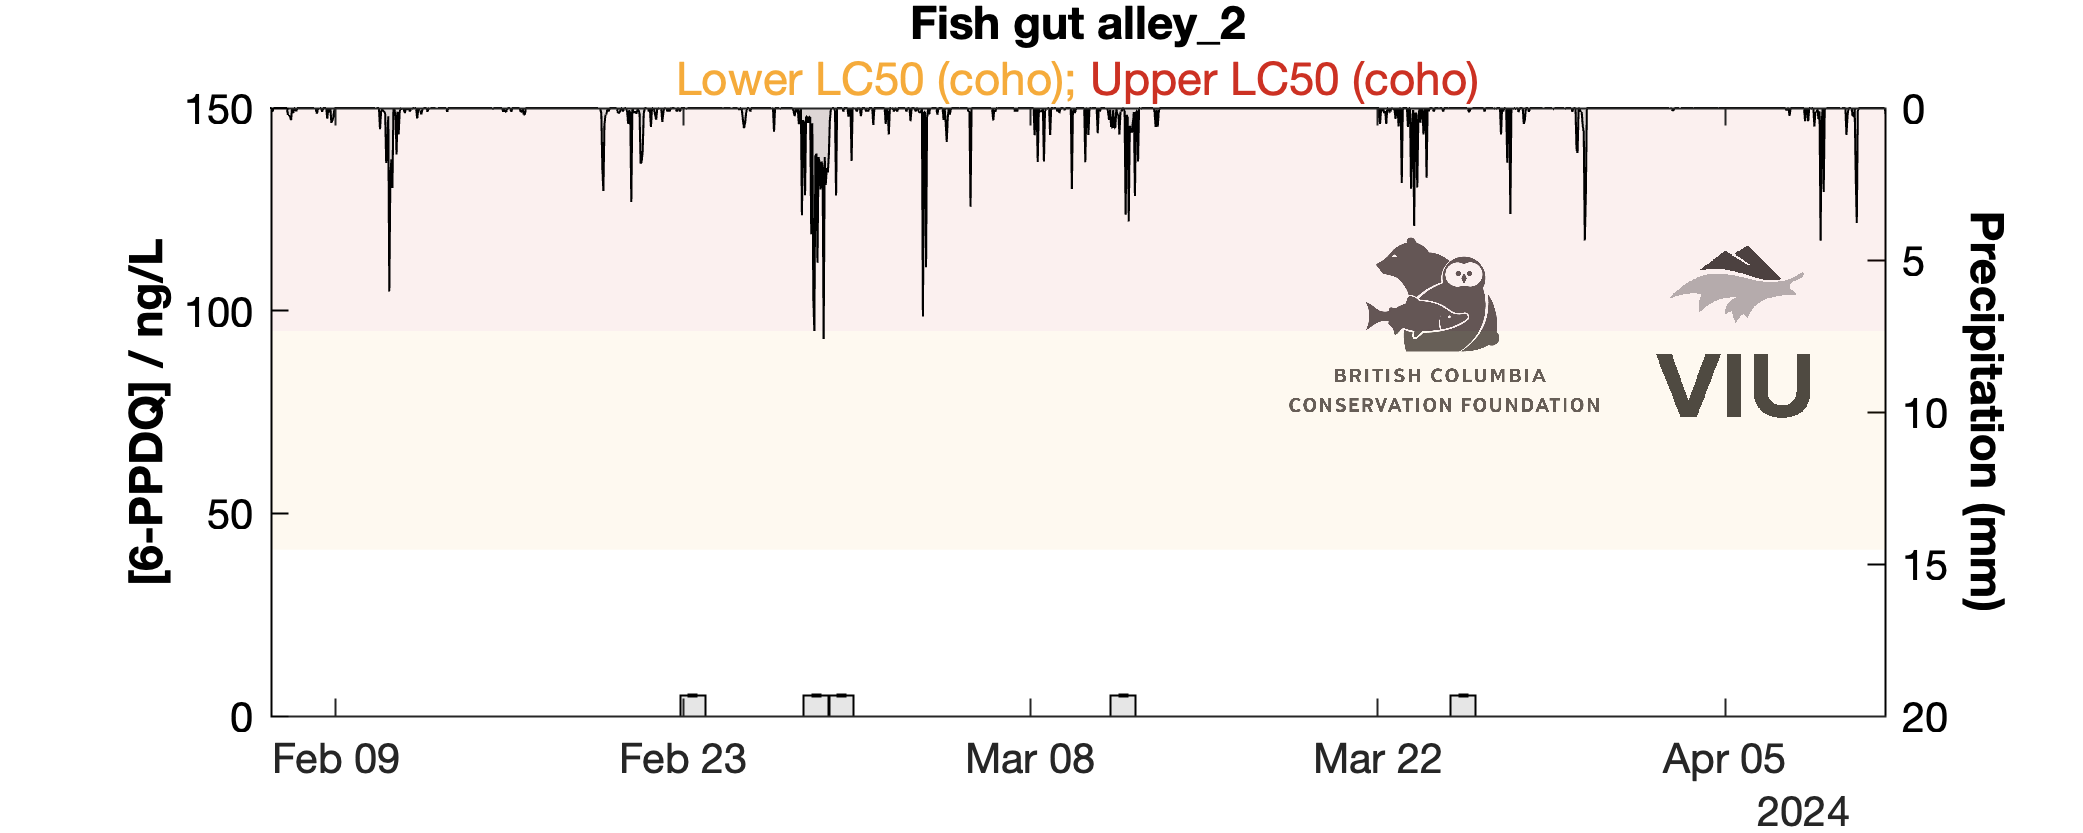 Fish gut alley_2
Lower LC50 (coho); Upper LC50 (coho)
150
100
50
0
[6-PPDQ] / ng/L
0
5
10
15
20
Precipitation (mm)
BRITISH COLUMBIA
CONSERVATION FOUNDATION
VIU
Feb 09
Feb 23
Mar 08
Mar 22
Apr 05
2024